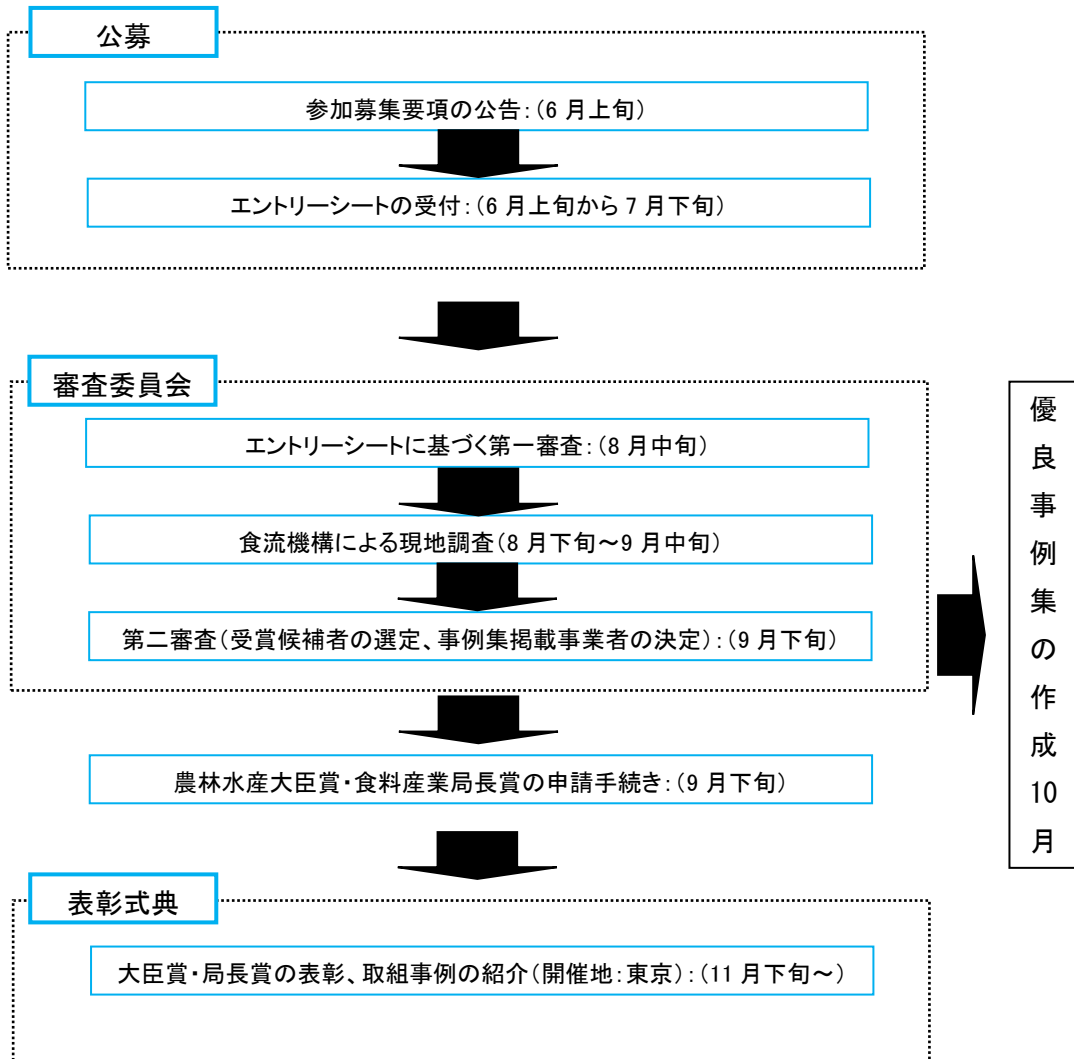 公募
参加募集要項の公告：（6月上旬）
エントリーシートの受付：（6月上旬から7月下旬）
審査委員会
エントリーシートに基づく第一審査：（8月中旬）
食流機構による現地調査（8月下旬～9月中旬）
第二審査（受賞候補者の選定、事例集掲載事業者の決定）：（9月下旬）
優良事例集の作成10月
農林水産大臣賞・食料産業局長賞の申請手続き：（9月下旬）
表彰式典
大臣賞・局長賞の表彰、取組事例の紹介（開催地：東京）：（11月下旬～）